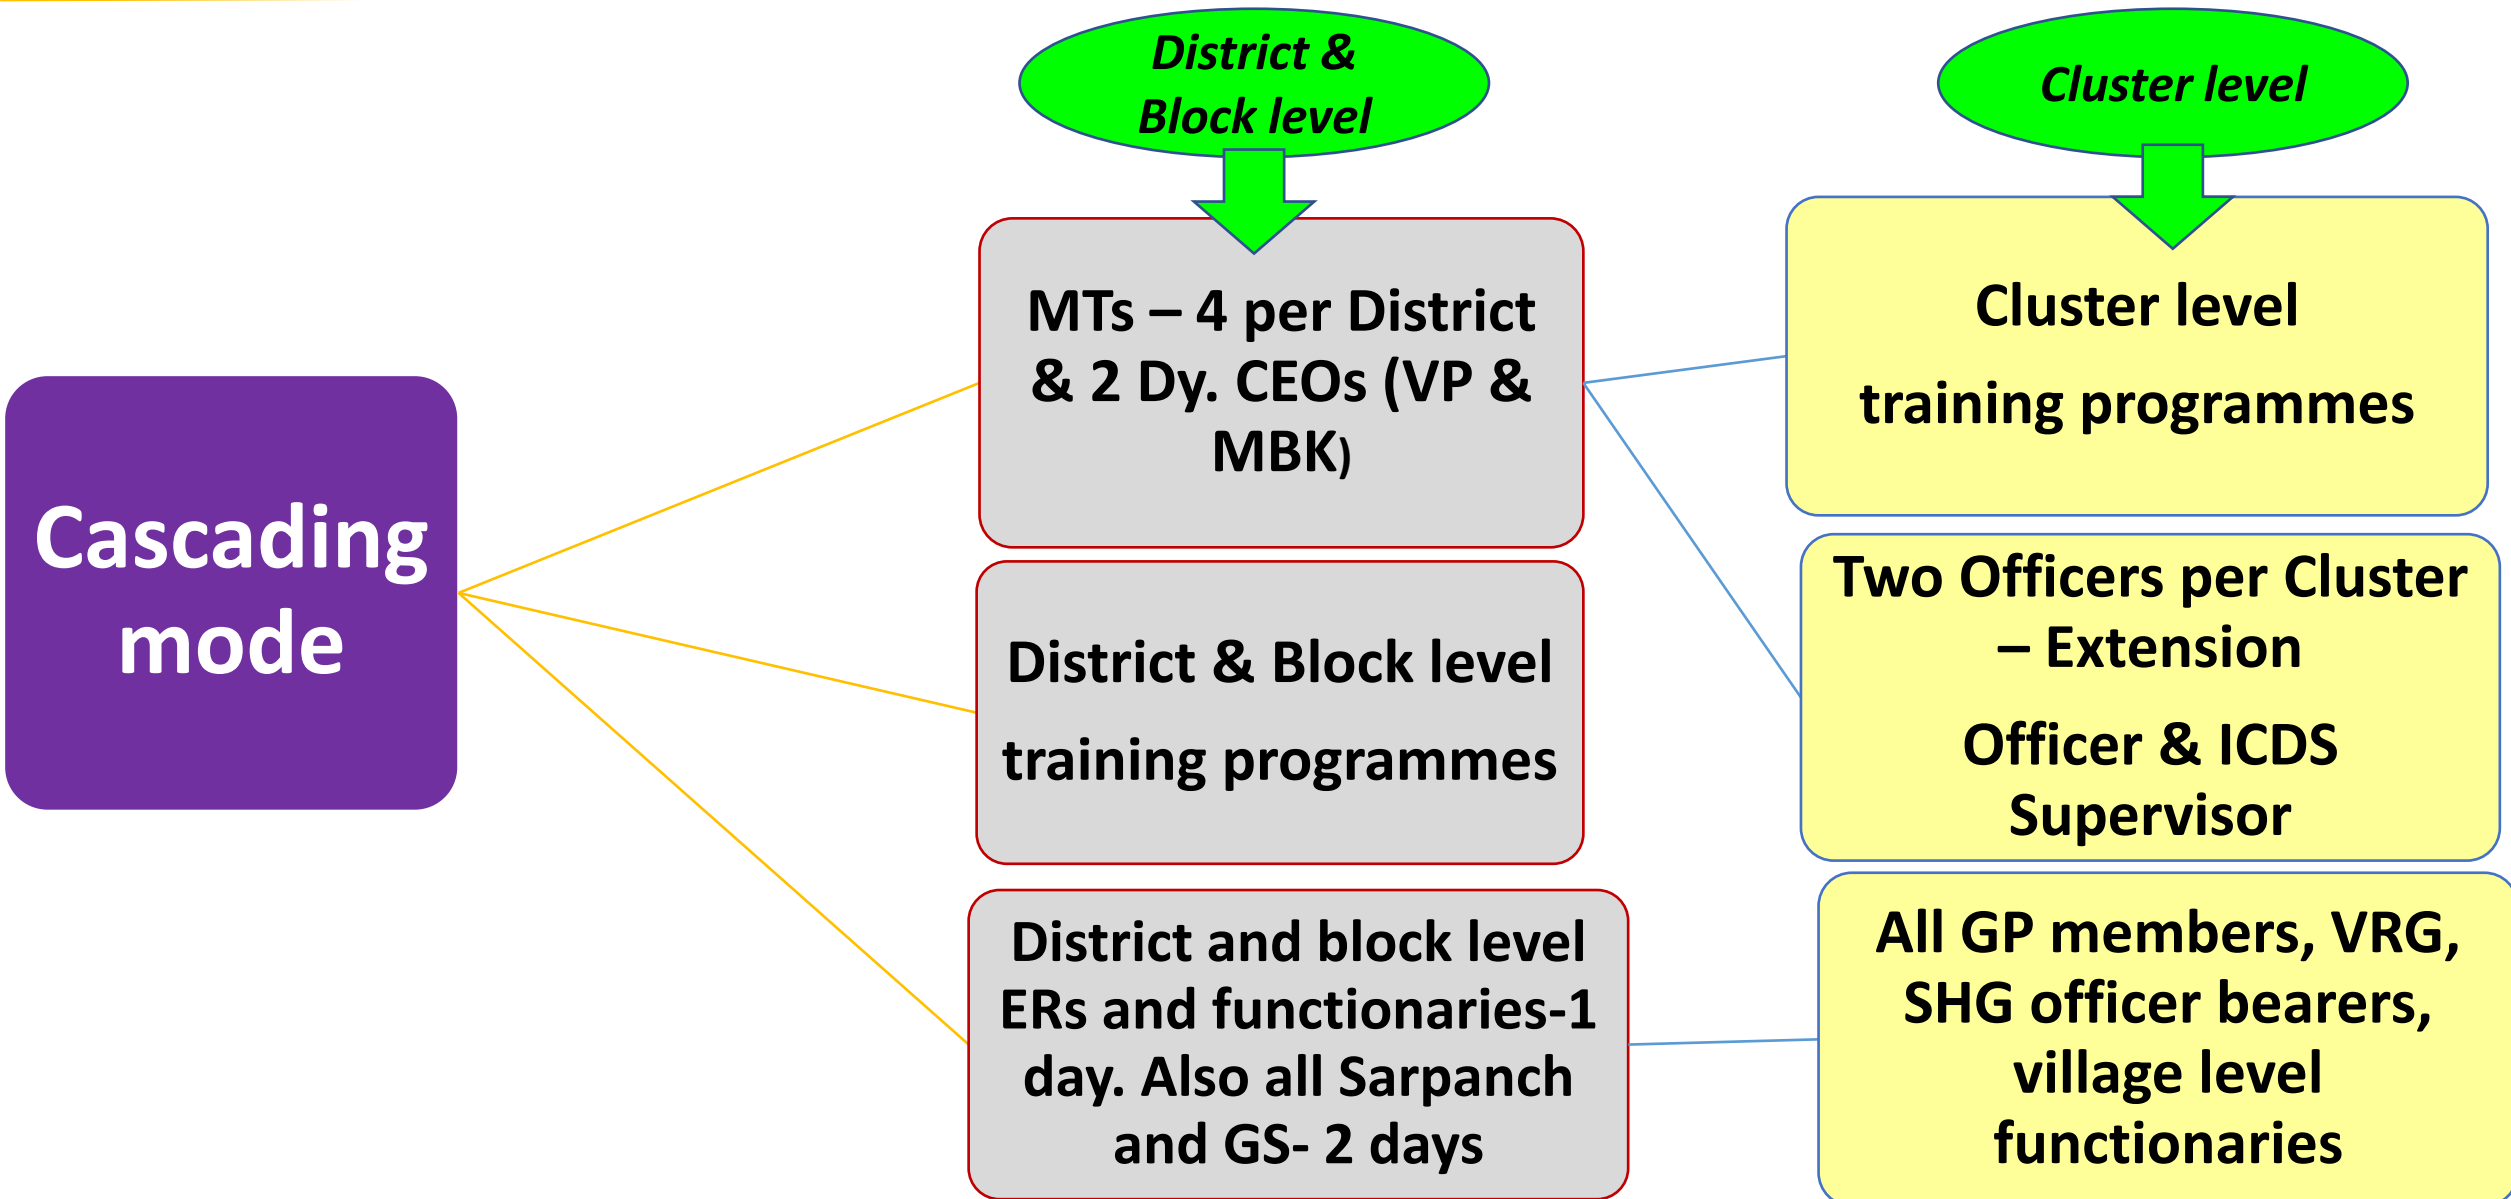 District &
Block level
Cluster level
Cascading
mode
MTs – 4 per District
& 2 Dy. CEOs (VP &
MBK)
District & Block level
training programmes
District and block level
ERs and functionaries-1
day. Also all Sarpanch
and GS- 2 days
Cluster level
training programmes
Two Officers per Cluster
– Extension
Officer & ICDS
Supervisor
All GP members, VRG,
SHG officer bearers,
village level
functionaries